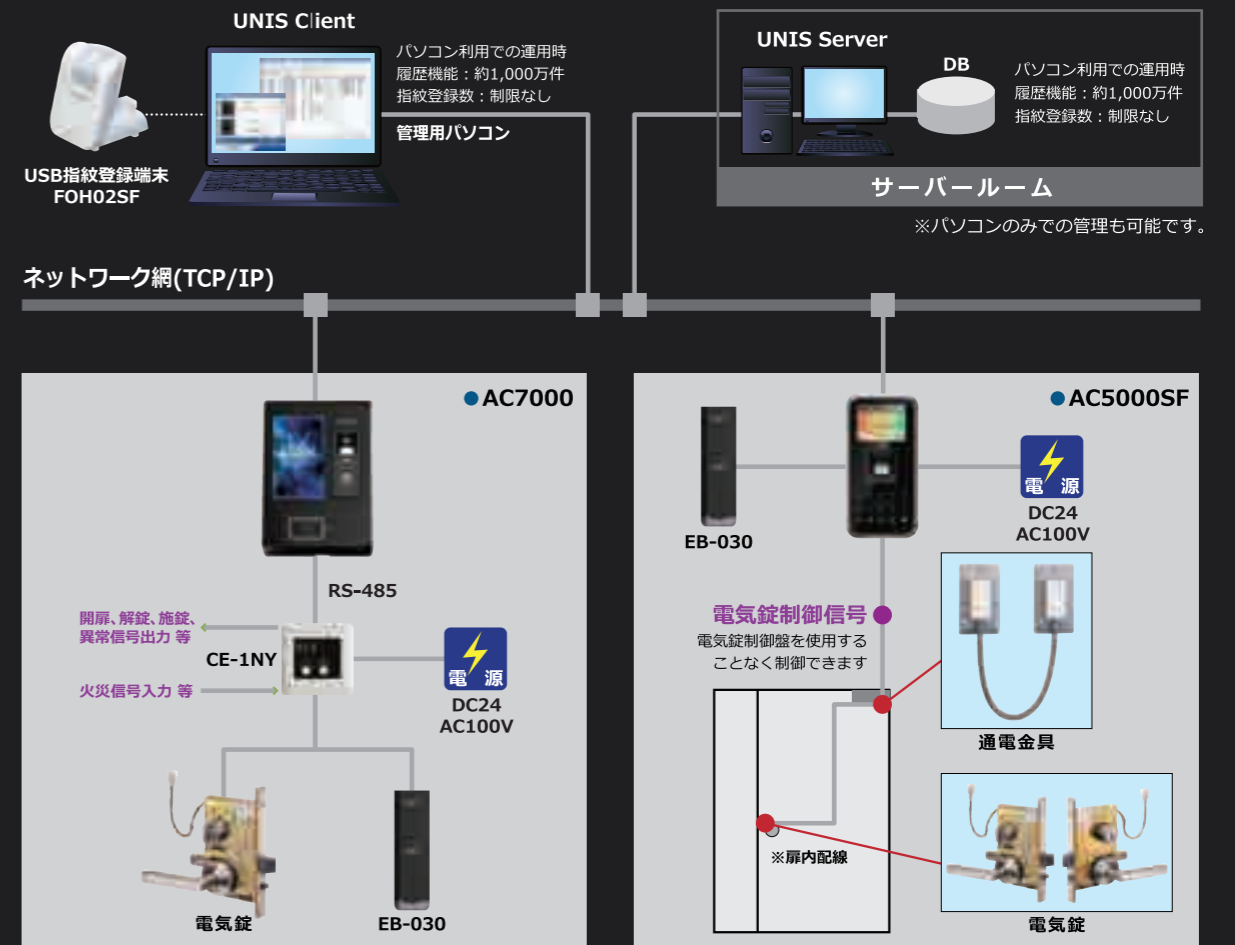 UNIS Client
パソコン利用での運用時
履歴機能：約1,000万件
指紋登録数：制限なし
管理用パソコン
USB指紋登録端末
FOH02SF
UNIS Server
DB
パソコン利用での運用時
履歴機能：約1,000万件
指紋登録数：制限なし
サーバールーム
※パソコンのみでの管理も可能です。
ネットワーク網(TCP/IP)
●AC7000
RS-485
開扉、解錠、施錠、
異常信号出力 等
CE-1NY
火災信号入力 等
電 源
DC24
AC100V
電気錠
EB-030
●AC5000SF
EB-030
電 源
DC24
AC100V
電気錠制御信号
電気錠制御盤を使用する
ことなく制御できます
通電金具
※扉内配線
電気錠